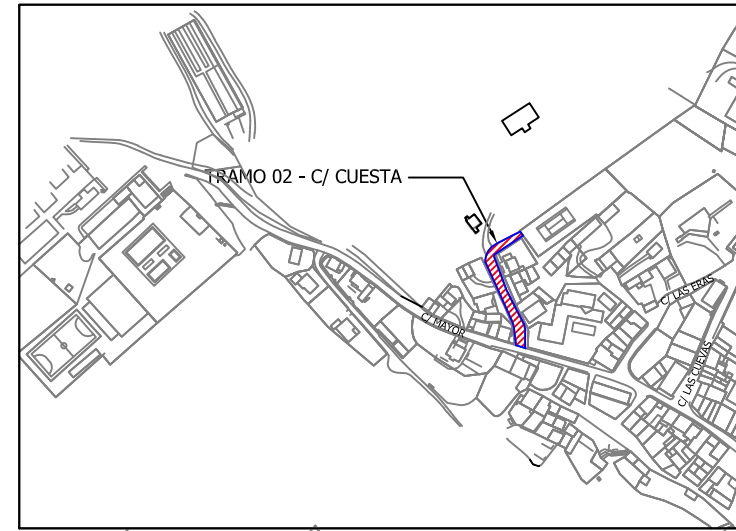 TRAMO 02 - C/ CUESTA
C/ LAS ERAS
C/ MAYOR
C/ LAS CUEVAS